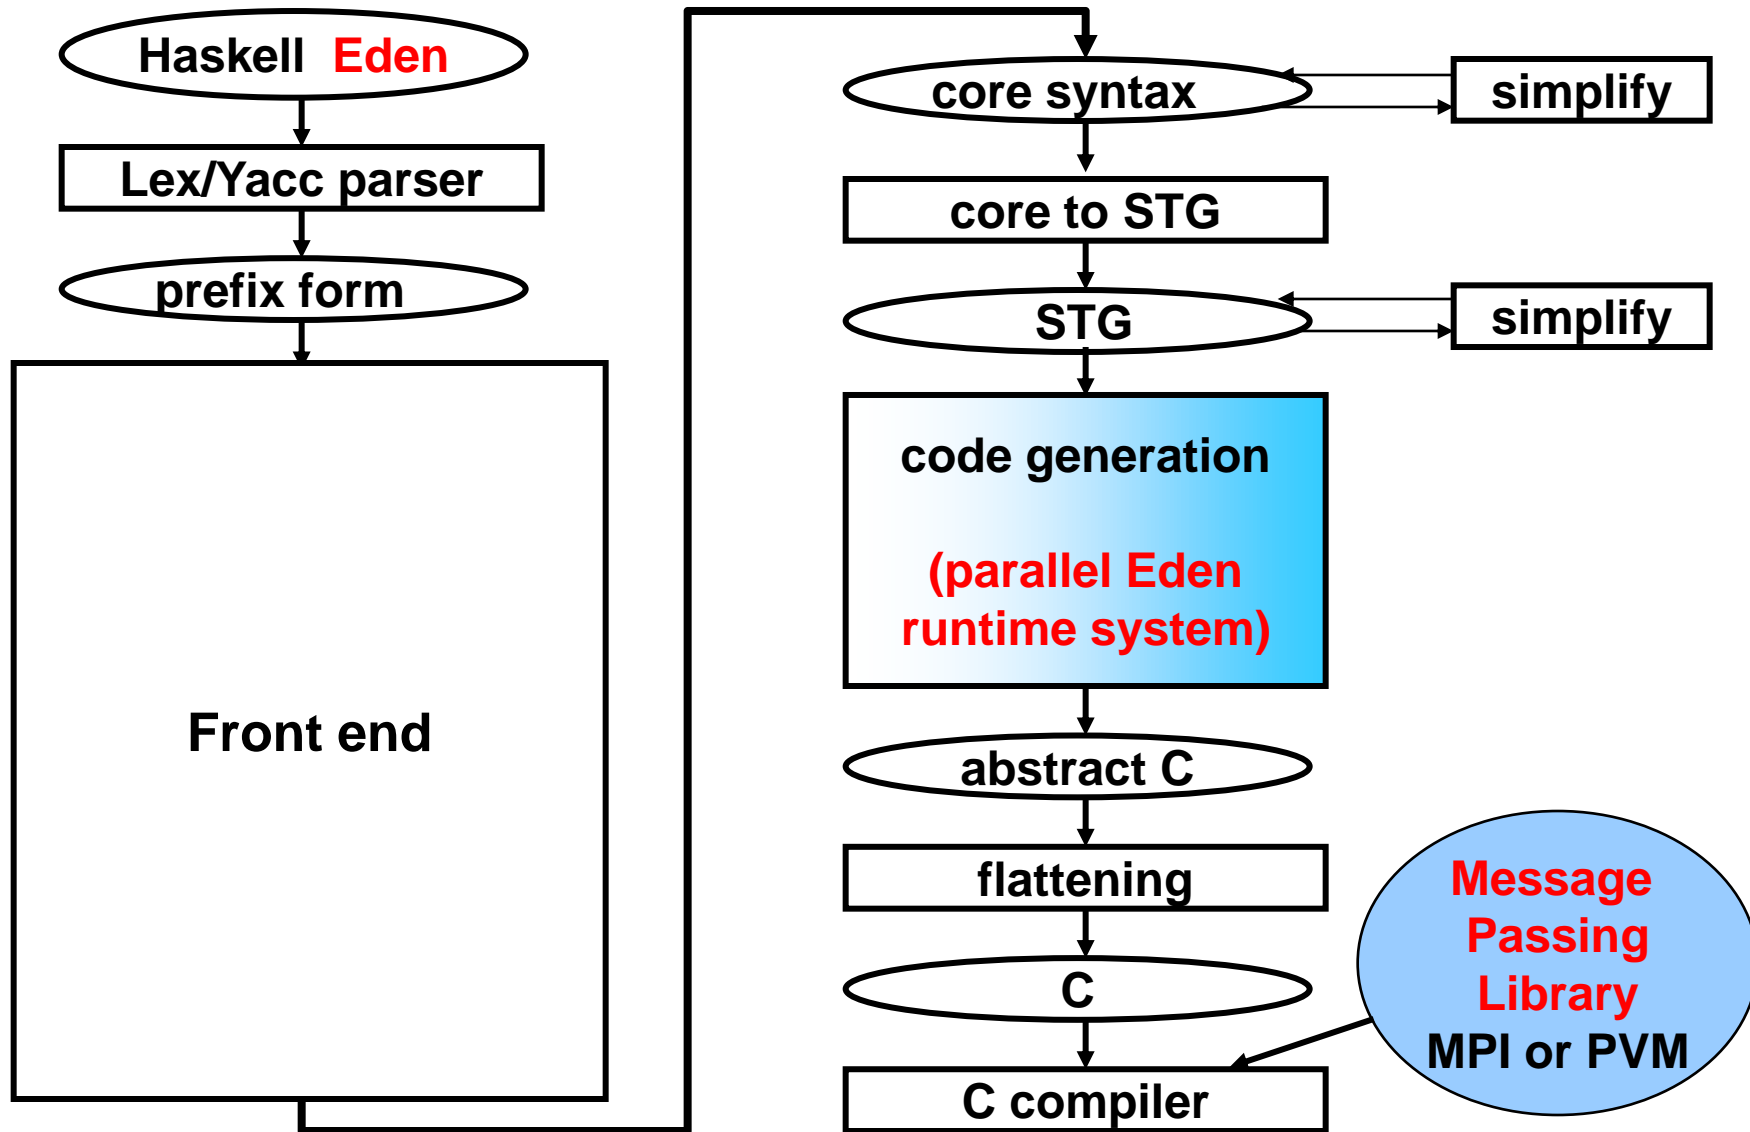 Haskell Eden
Lex/Yacc parser
prefix form
Front end
core syntax
simplify
core to STG
STG
simplify
code generation
(parallel Eden
runtime system)
abstract C
flattening
C
C compiler
Message
Passing
Library
MPI or PVM